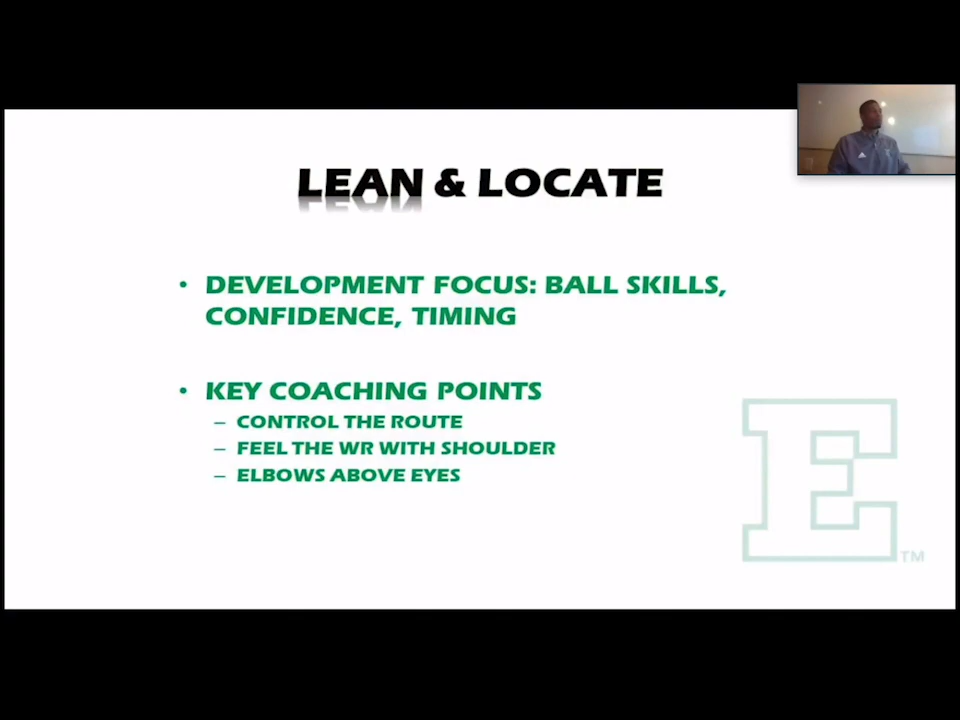 LEAN & LOCATE
• DEVELOPMENT FOCUS: BALL SKILLS,
CONFIDENCE, TIMING
• KEY COACHING POINTS
– CONTROL THE ROUTE
– FEEL THE WR WITH SHOULDER
– ELBOWS ABOVE EYES
E
TM